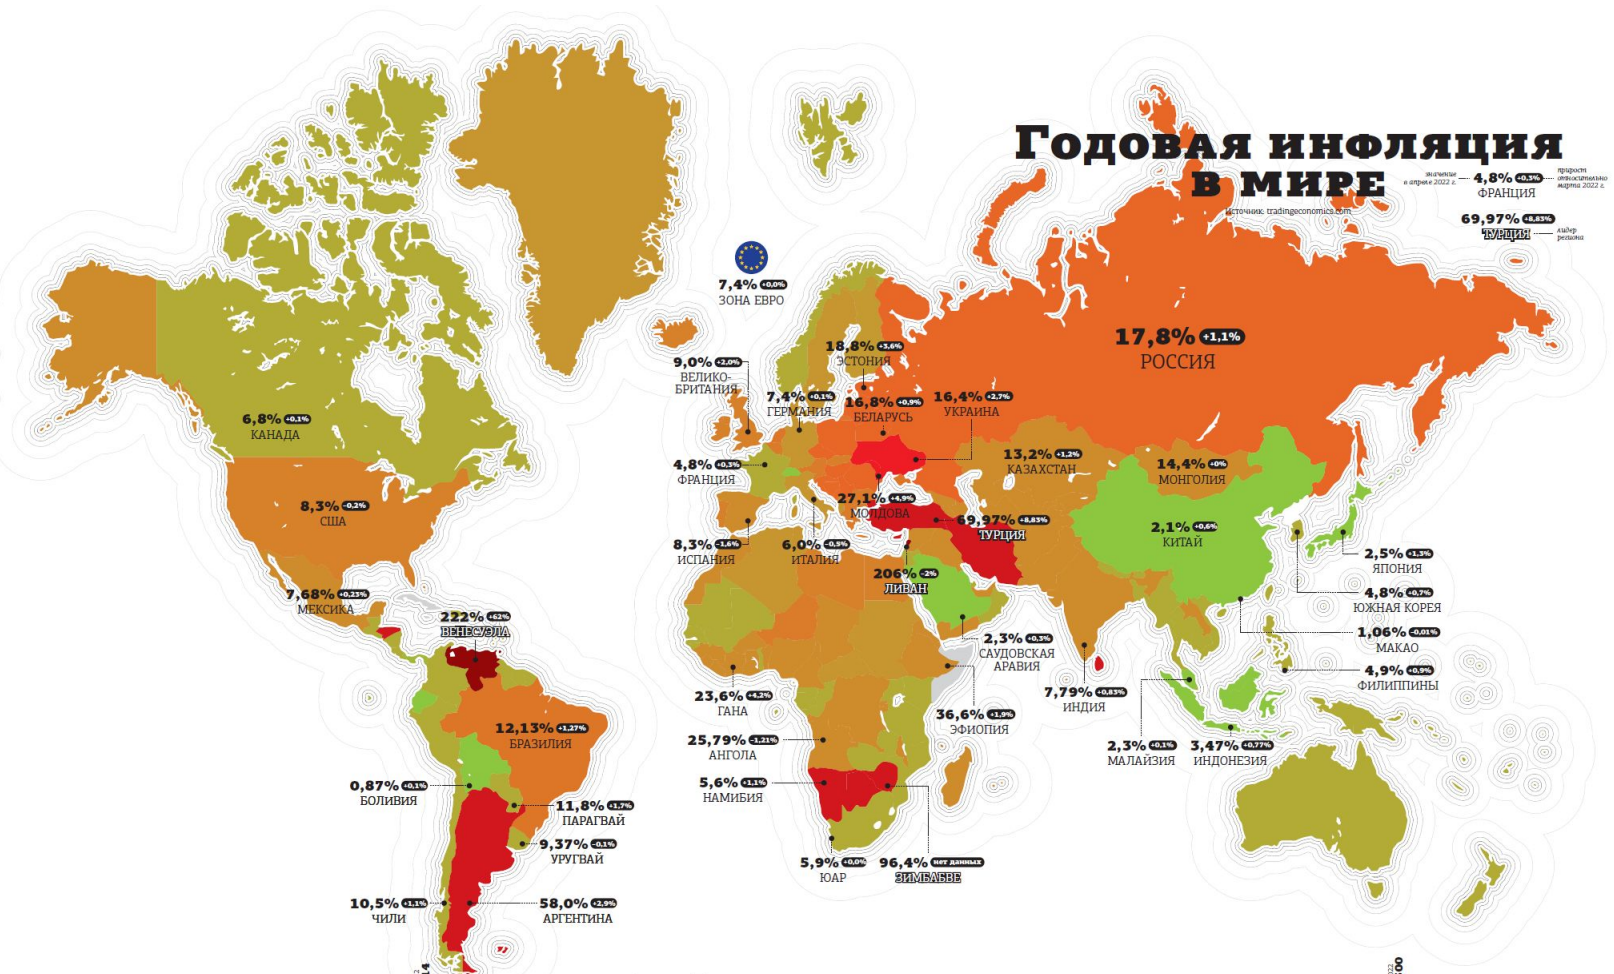 Годовая инфляция
в мире
Источник: tradingeconomics.com
значение
в апреле 2022 г.
4,8% +0,3%
ФРАНЦИЯ
прирост
относительно
марта 2022 г.
69,97% +8,83%
ТУРЦИЯ
лидер
региона
7,4% +0,0%
ЗОНА ЕВРО
17,8% +1,1%
РОССИЯ
18,8% +3,6%
ЭСТОНИЯ
9,0% +2,0%
ВЕЛИКО-
БРИТАНИЯ
7,4% +0,1%
ГЕРМАНИЯ
16,8% +0,9%
БЕЛАРУСЬ
16,4% +2,7%
УКРАИНА
6,8% +0,1%
КАНАДА
4,8% +0,3%
ФРАНЦИЯ
13,2% +1,2%
КАЗАХСТАН
14,4% +0%
МОНГОЛИЯ
8,3% -0,2%
США
27,1% +4,9%
МОЛДОВА
69,97% +8,83%
ТУРЦИЯ
2,1% +0,6%
КИТАЙ
8,3% -1,6%
ИСПАНИЯ
6,0% -0,5%
ИТАЛИЯ
2,5% +1,3%
ЯПОНИЯ
206% -2%
ЛИВАН
7,68% +0,23%
МЕКСИКА
4,8% +0,7%
ЮЖНАЯ КОРЕЯ
222% +62%
ВЕНЕСУЭЛА
1,06% -0,01%
МАКАО
2,3% +0,3%
САУДОВСКАЯ
АРАВИЯ
4,9% +0,9%
ФИЛИППИНЫ
23,6% +4,2%
ГАНА
7,79% +0,83%
ИНДИЯ
36,6% +1,9%
ЭФИОПИЯ
12,13% +1,27%
БРАЗИЛИЯ
25,79% -1,21%
АНГОЛА
2,3% +0,1%
МАЛАЙЗИЯ
3,47% +0,77%
ИНДОНЕЗИЯ
0,87% +0,1%
БОЛИВИЯ
5,6% +1,1%
НАМИБИЯ
11,8% +1,7%
ПАРАГВАЙ
9,37% -0,1%
УРУГВАЙ
5,9% +0,0%
ЮАР
96,4% нет данных
ЗИМБАБВЕ
10,5% +1,1%
ЧИЛИ
58,0% +2,9%
АРГЕНТИНА